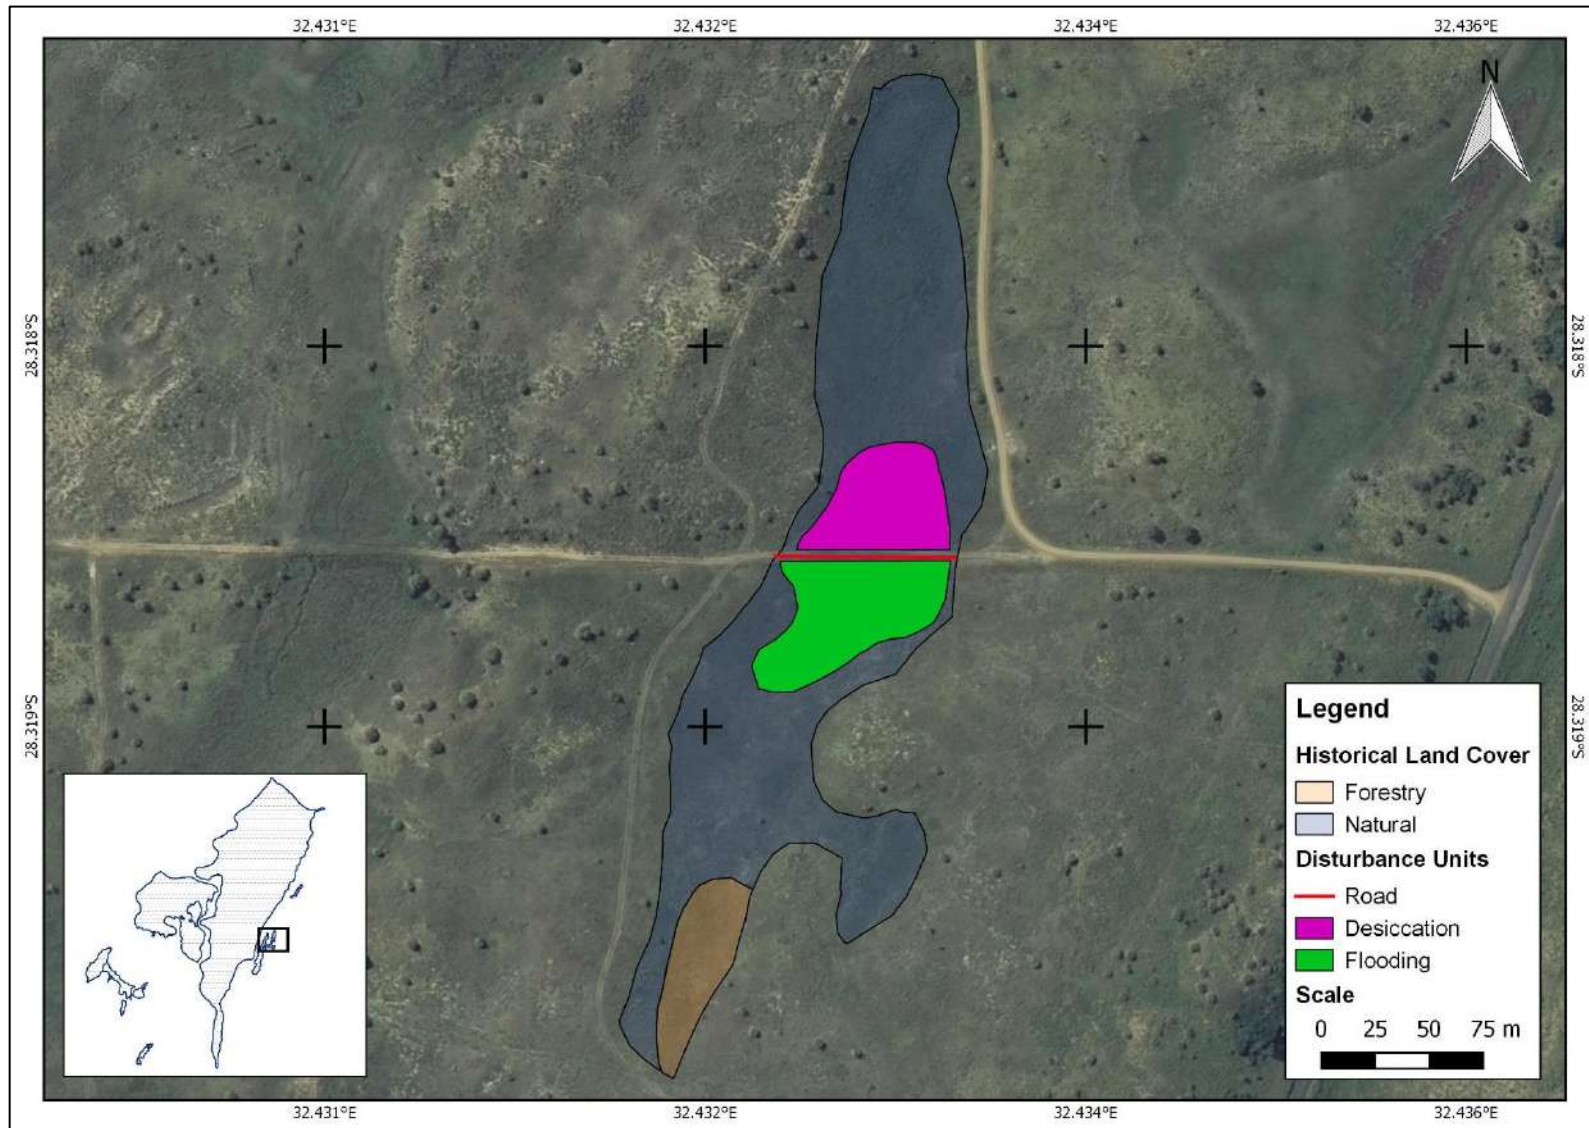 32.431°E 32.432°E 32.434°E 32.436°E
N
28.318°S 28.318°S
28.319°S 28.319°S
Legend
Historical Land Cover
Forestry
Natural
Disturbance Units
Road
Desiccation
Flooding
Scale
0 25 50 75 m
32.431°E 32.432°E 32.434°E 32.436°E